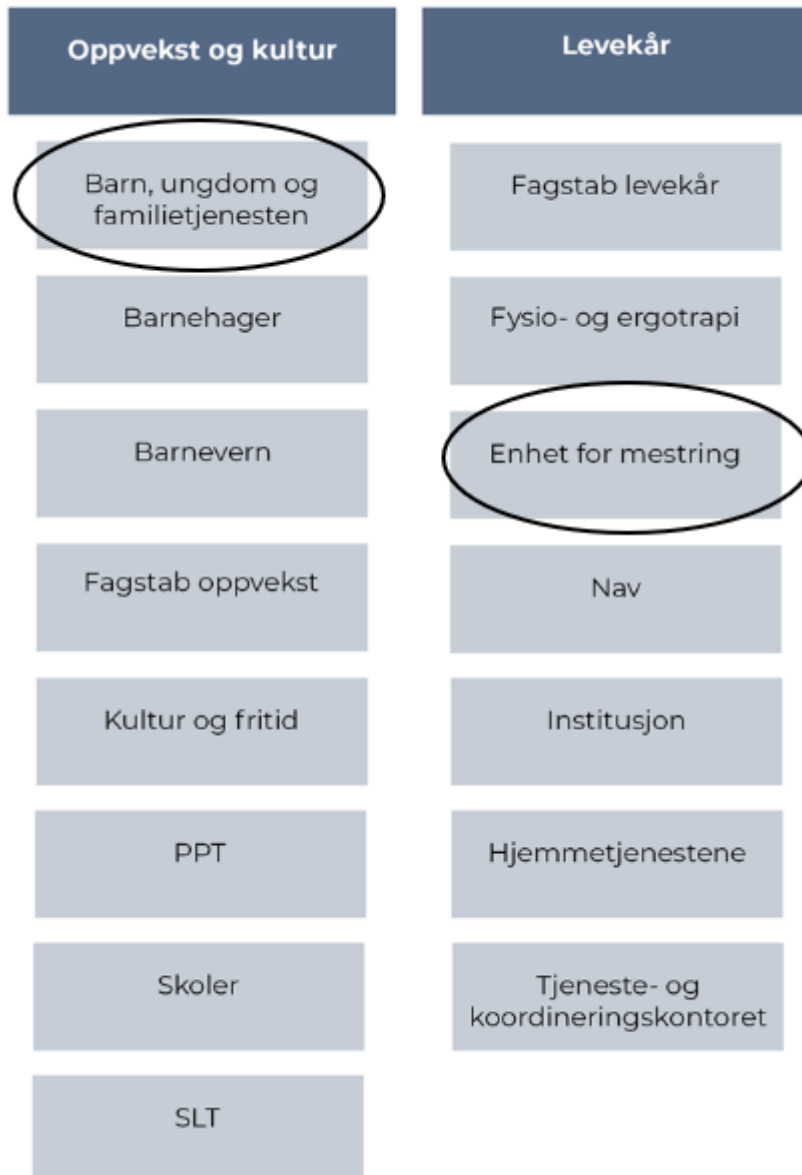 Oppvekst og kultur
Barn, ungdom og
familietjenesten
Barnehager
Barnevern
Fagstab oppvekst
Kultur og fritid
PPT
Skoler
SLT
Levekår
Fagstab levekår
Fysio- og ergotrapi
Enhet for mestring
Nav
Institusjon
Hjemmetjenestene
Tjeneste- og
koordineringskontoret